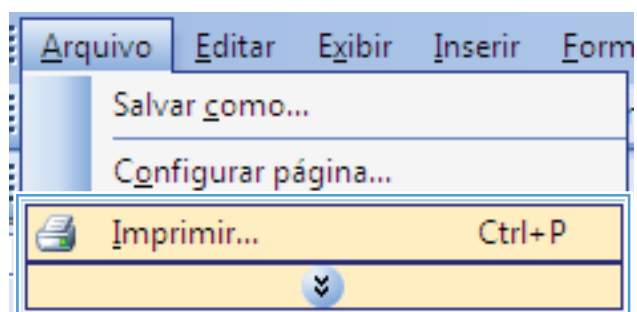 Arquivo Editar Exibir Inserir Form
Salvar como...
Configurar página...
Imprimir... Ctrl+P